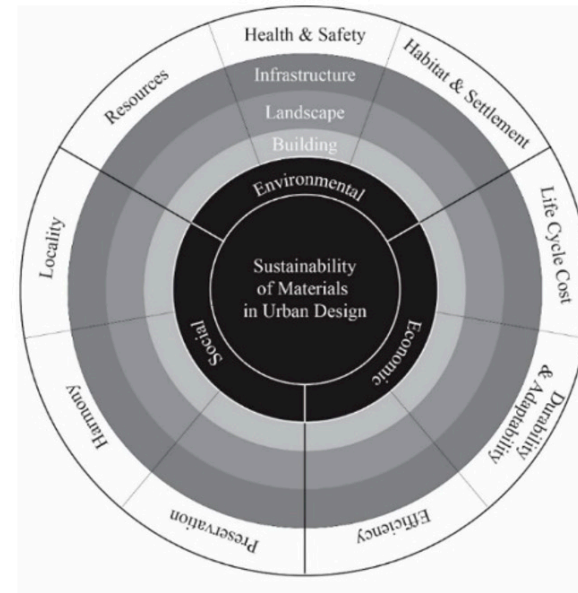 Health & Safety
Habitat & Settlement
Life Cycle Cost
Durability
& Adaptability
Efficiency
Preservation
Harmony
Locality
Resources
Infrastructure
Landscape
Building
Environmental
Economic
Social
Sustainability
of Materials
in Urban Design